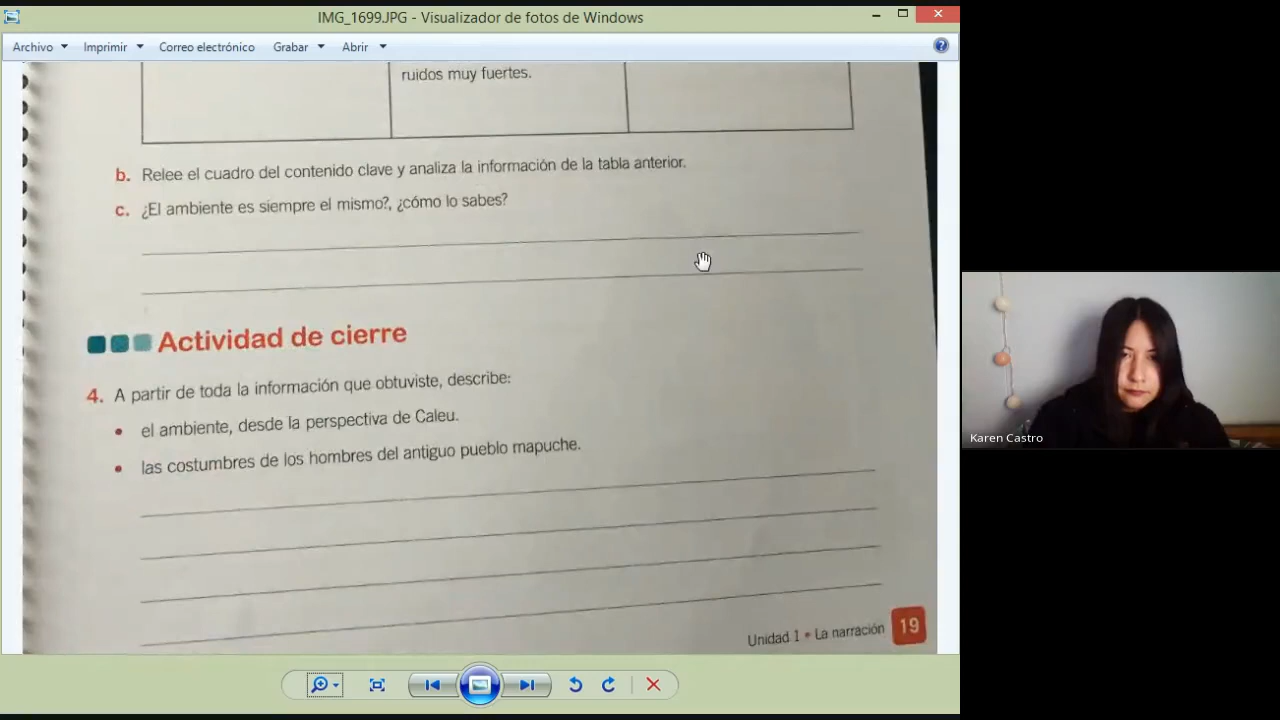 IMG_1699.JPG - Visualizador de fotos de Windows
Archivo Imprimir Correo electrónico Grabar Abrir
ruidos muy fuertes.
b. Relee el cuadro del contenido clave y analiza la información de la tabla anterior.
c. ¿El ambiente es siempre el mismo?, ¿cómo lo sabes?
Actividad de cierre
4. A partir de toda la información que obtuviste, describe:
• el ambiente, desde la perspectiva de Caleu.
• las costumbres de los hombres del antiguo pueblo mapuche.
Karen Castro
Unidad 1 • La narración 19